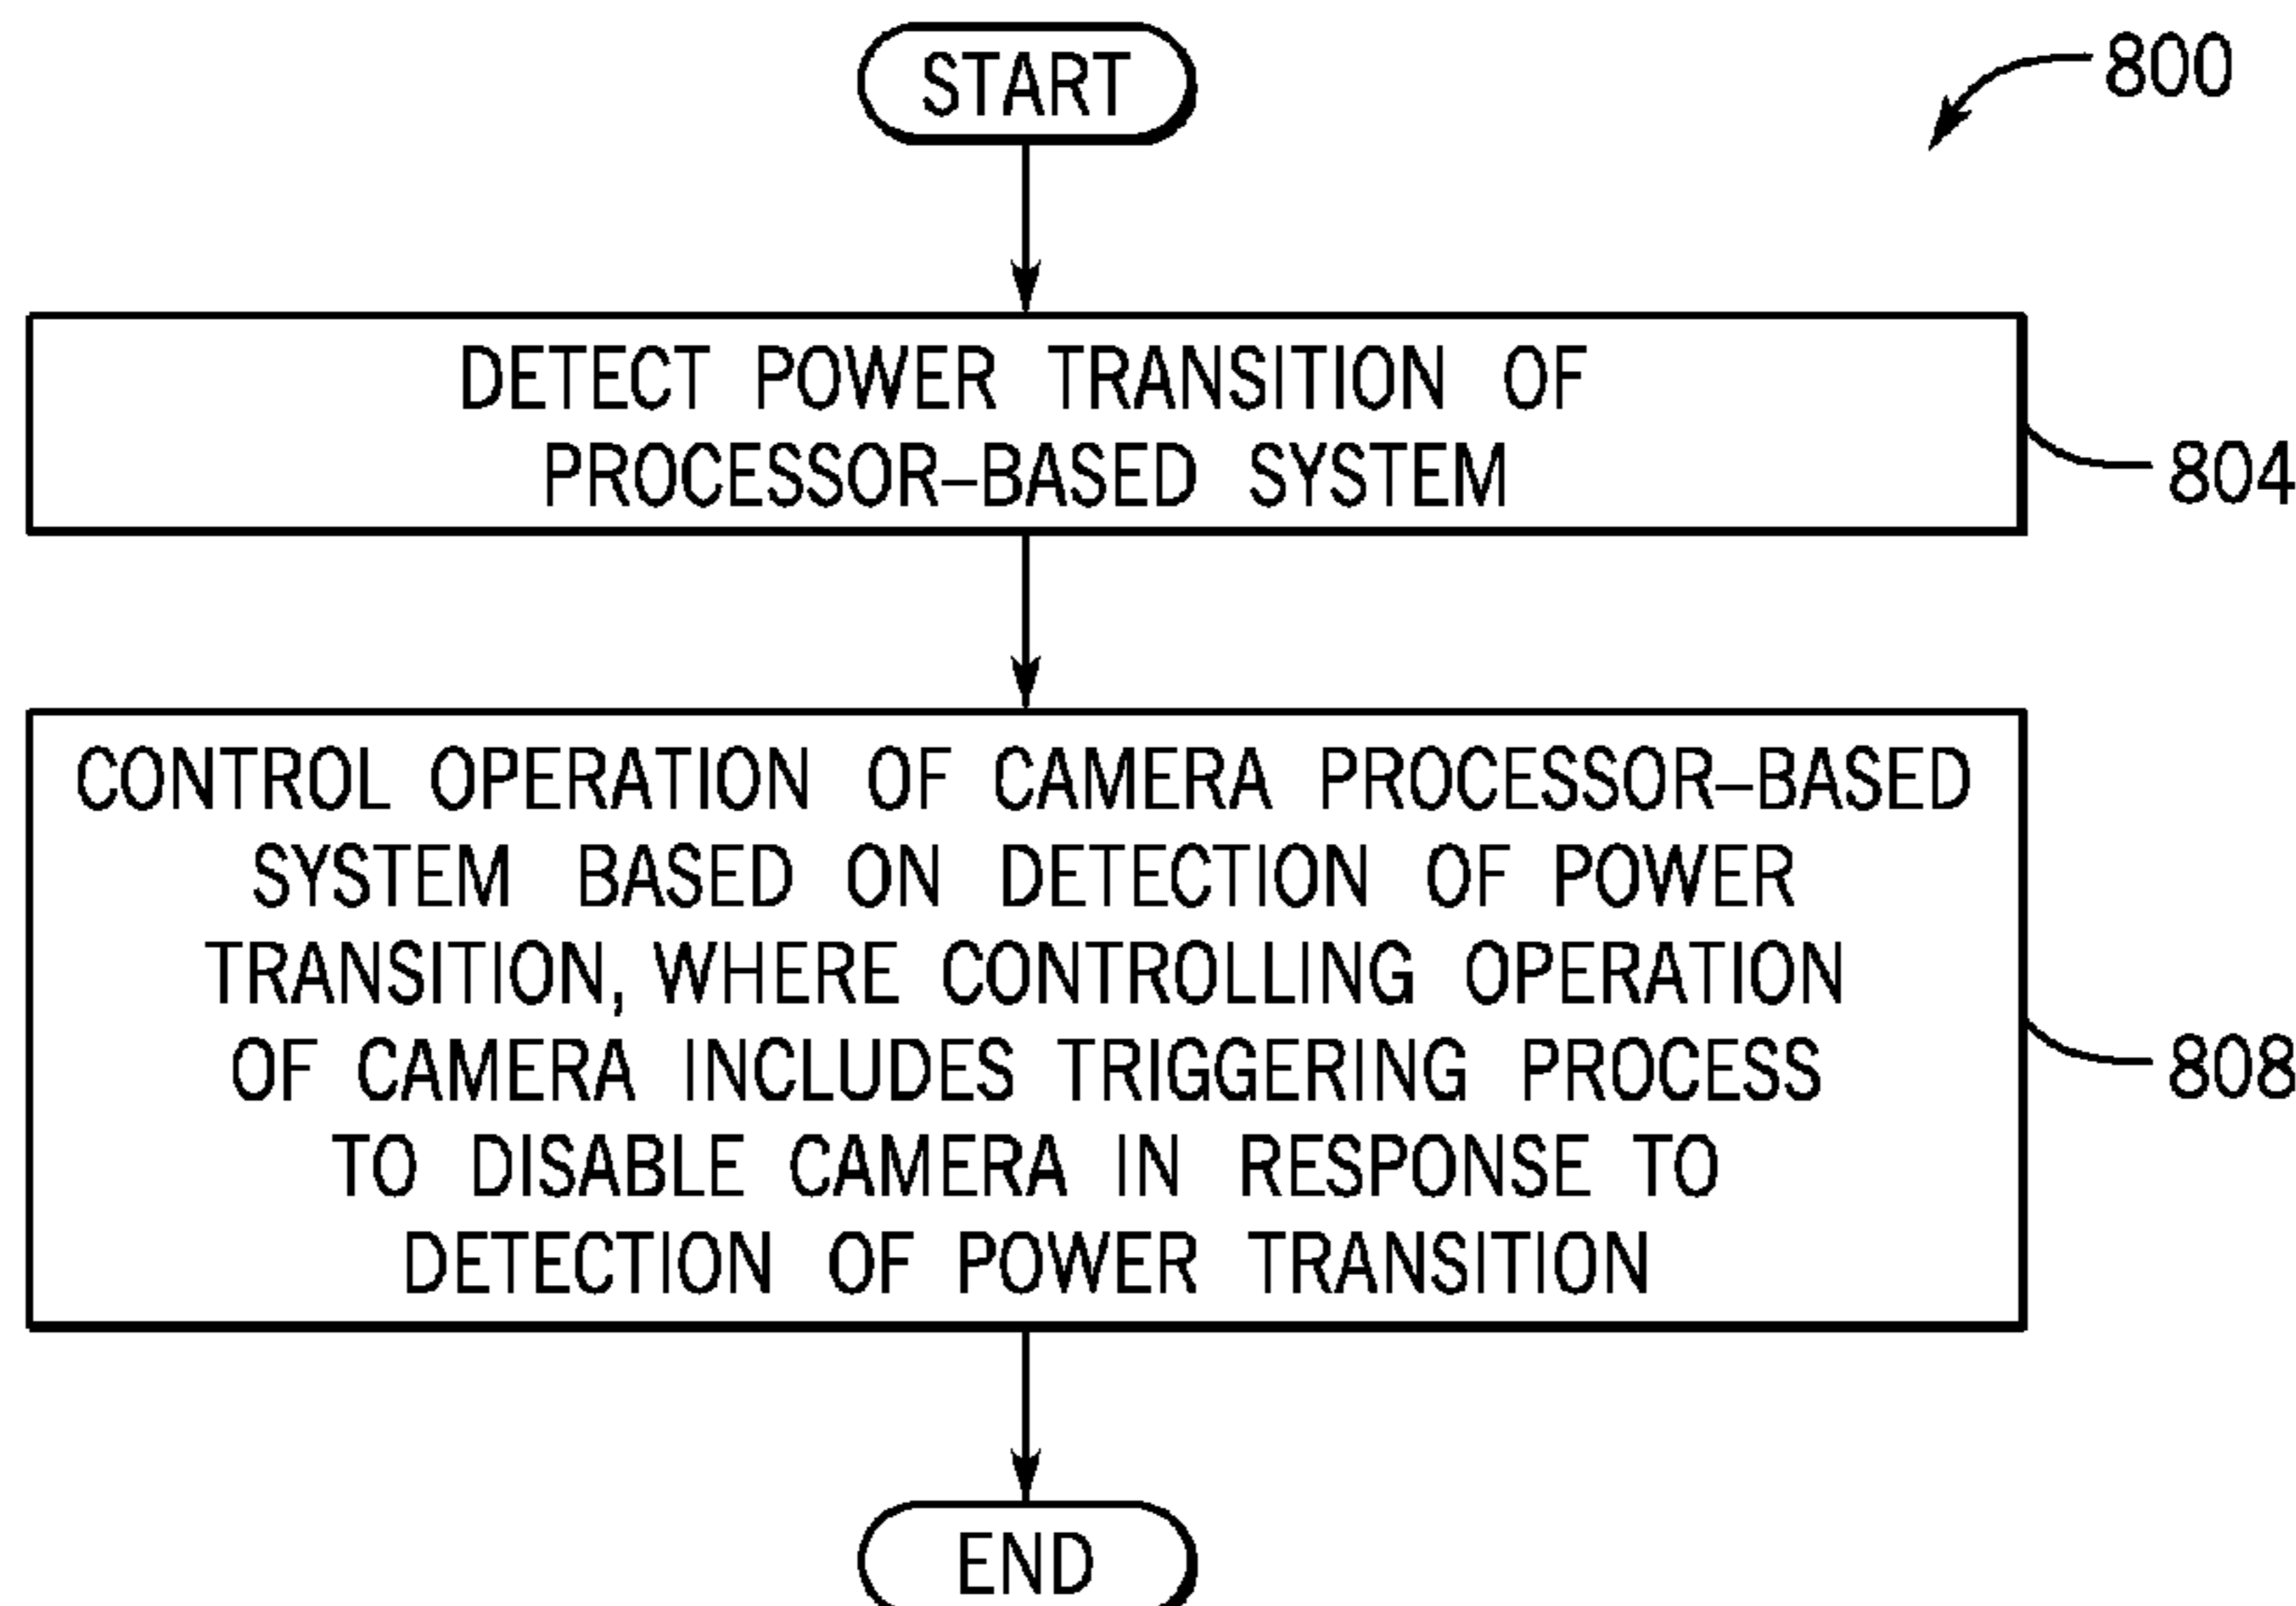 START
800
DETECT POWER TRANSITION OF
PROCESSOR–BASED SYSTEM
804
CONTROL OPERATION OF CAMERA PROCESSOR–BASED
SYSTEM BASED ON DETECTION OF POWER
TRANSITION, WHERE CONTROLLING OPERATION
OF CAMERA INCLUDES TRIGGERING PROCESS
TO DISABLE CAMERA IN RESPONSE TO
DETECTION OF POWER TRANSITION
808
END